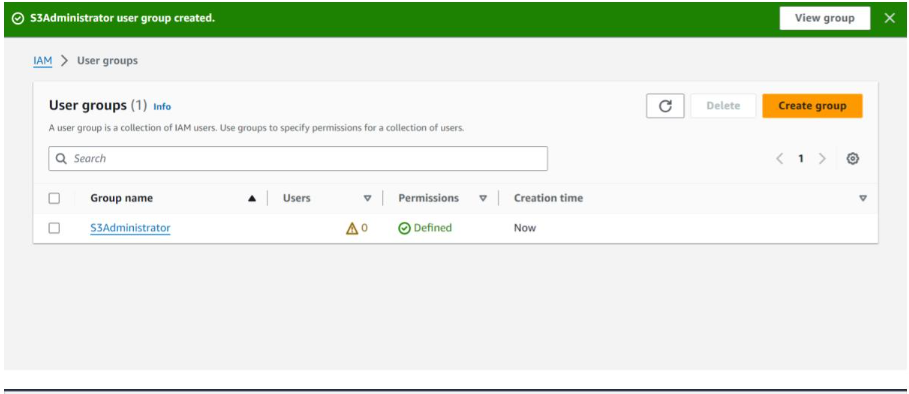 S3Administrator user group created.
View group
IAM > User groups
User groups (1) Info
Delete
Create group
A user group is a collection of IAM users. Use groups to specify permissions for a collection of users.
Search
1
Group name Users Permissions Creation time
S3Administrator 0 Defined Now